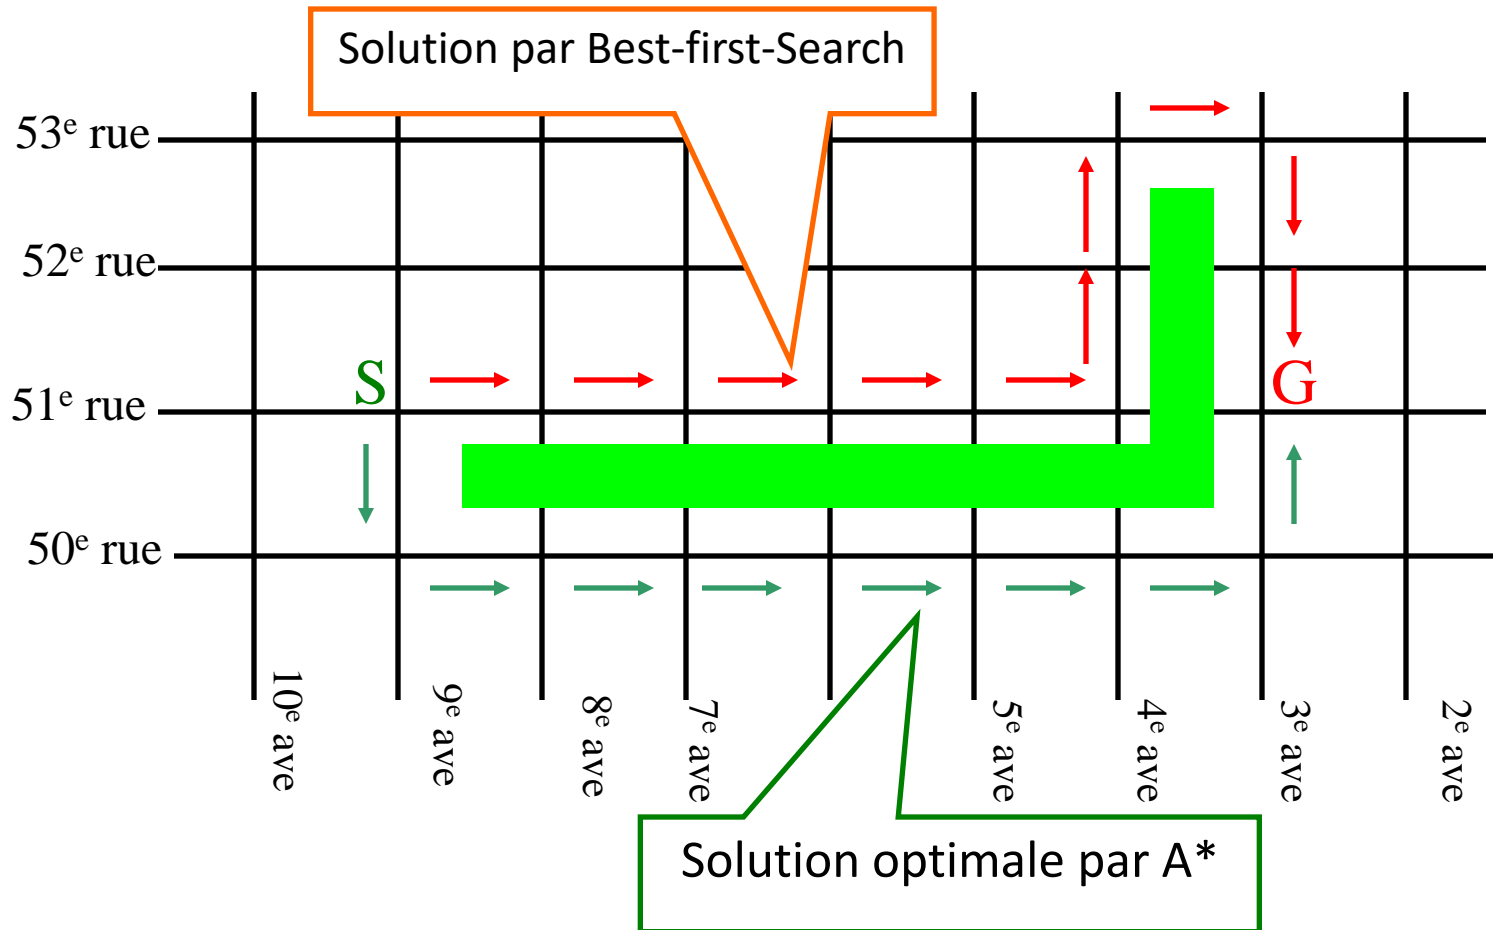 Solution par Best-first-Search
53e rue
52e rue
S
G
51e rue
50e rue
10e ave
9e ave
8e ave
7e ave
5e ave
4e ave
3e ave
2e ave
Solution optimale par A*